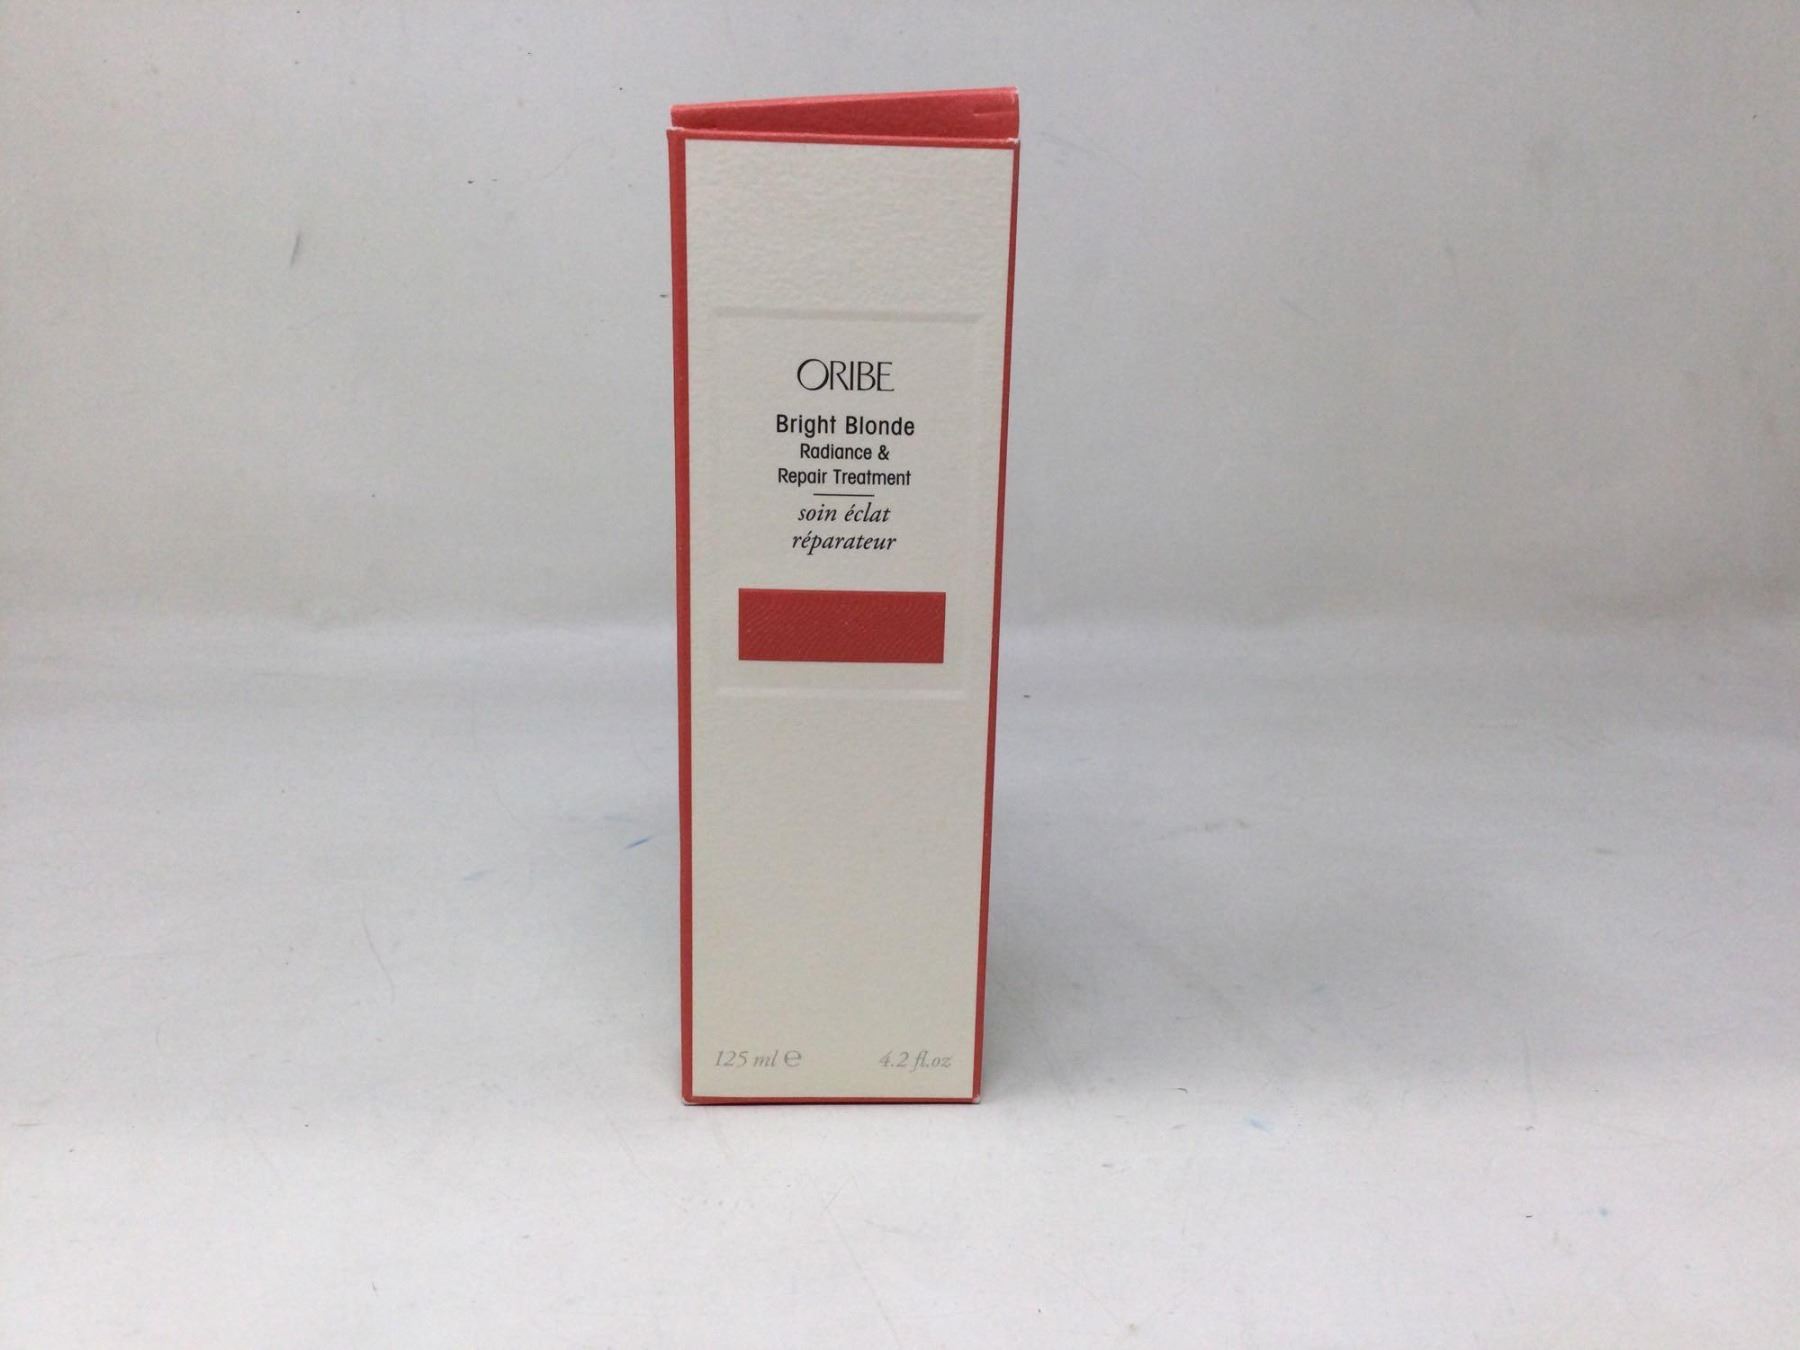 ORIBE
Bright Blonde
Radiance &
Repair Treatment
soin éclat
réparateur
125 ml ℮ 4.2 fl.oz